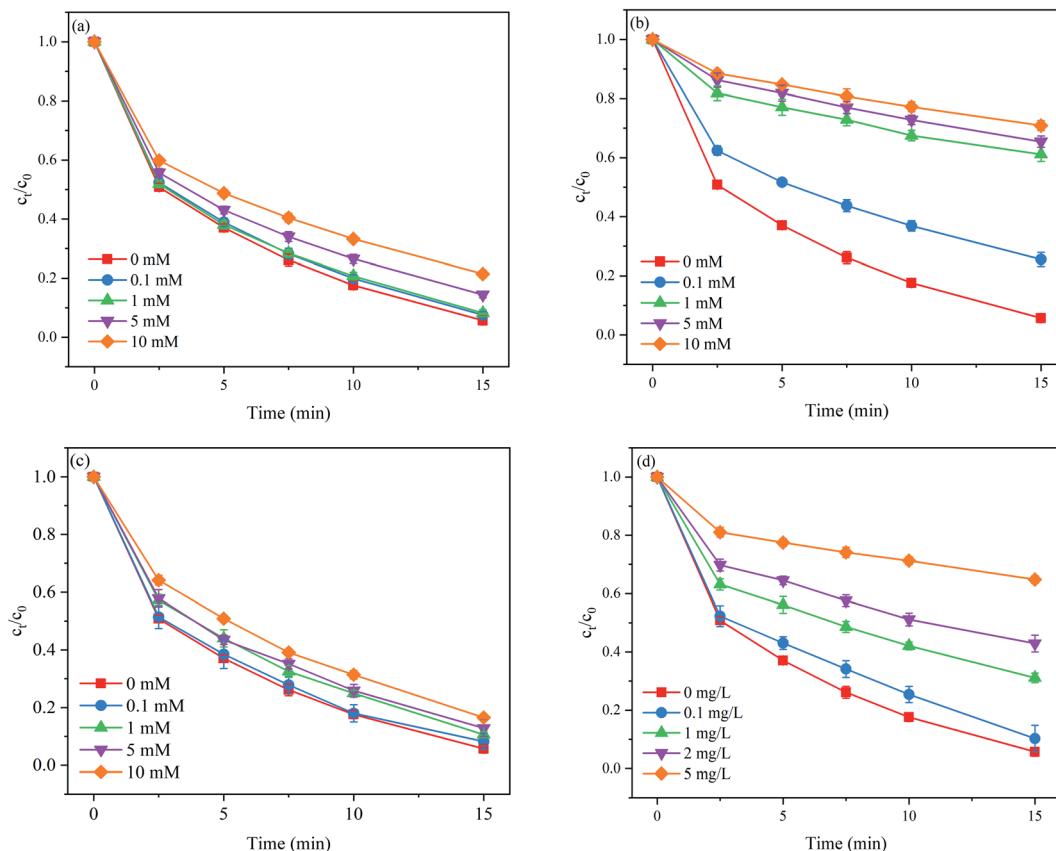 (a)
1.0
0.8
0.6
0.4
0.2
0.0
c_t/c_0
0 mM
0.1 mM
1 mM
5 mM
10 mM
0
5
10
15
Time (min)
(b)
1.0
0.8
0.6
0.4
0.2
0.0
c_t/c_0
0 mM
0.1 mM
1 mM
5 mM
10 mM
0
5
10
15
Time (min)
(c)
1.0
0.8
0.6
0.4
0.2
0.0
c_t/c_0
0 mM
0.1 mM
1 mM
5 mM
10 mM
0
5
10
15
Time (min)
(d)
1.0
0.8
0.6
0.4
0.2
0.0
c_t/c_0
0 mg/L
0.1 mg/L
1 mg/L
2 mg/L
5 mg/L
0
5
10
15
Time (min)